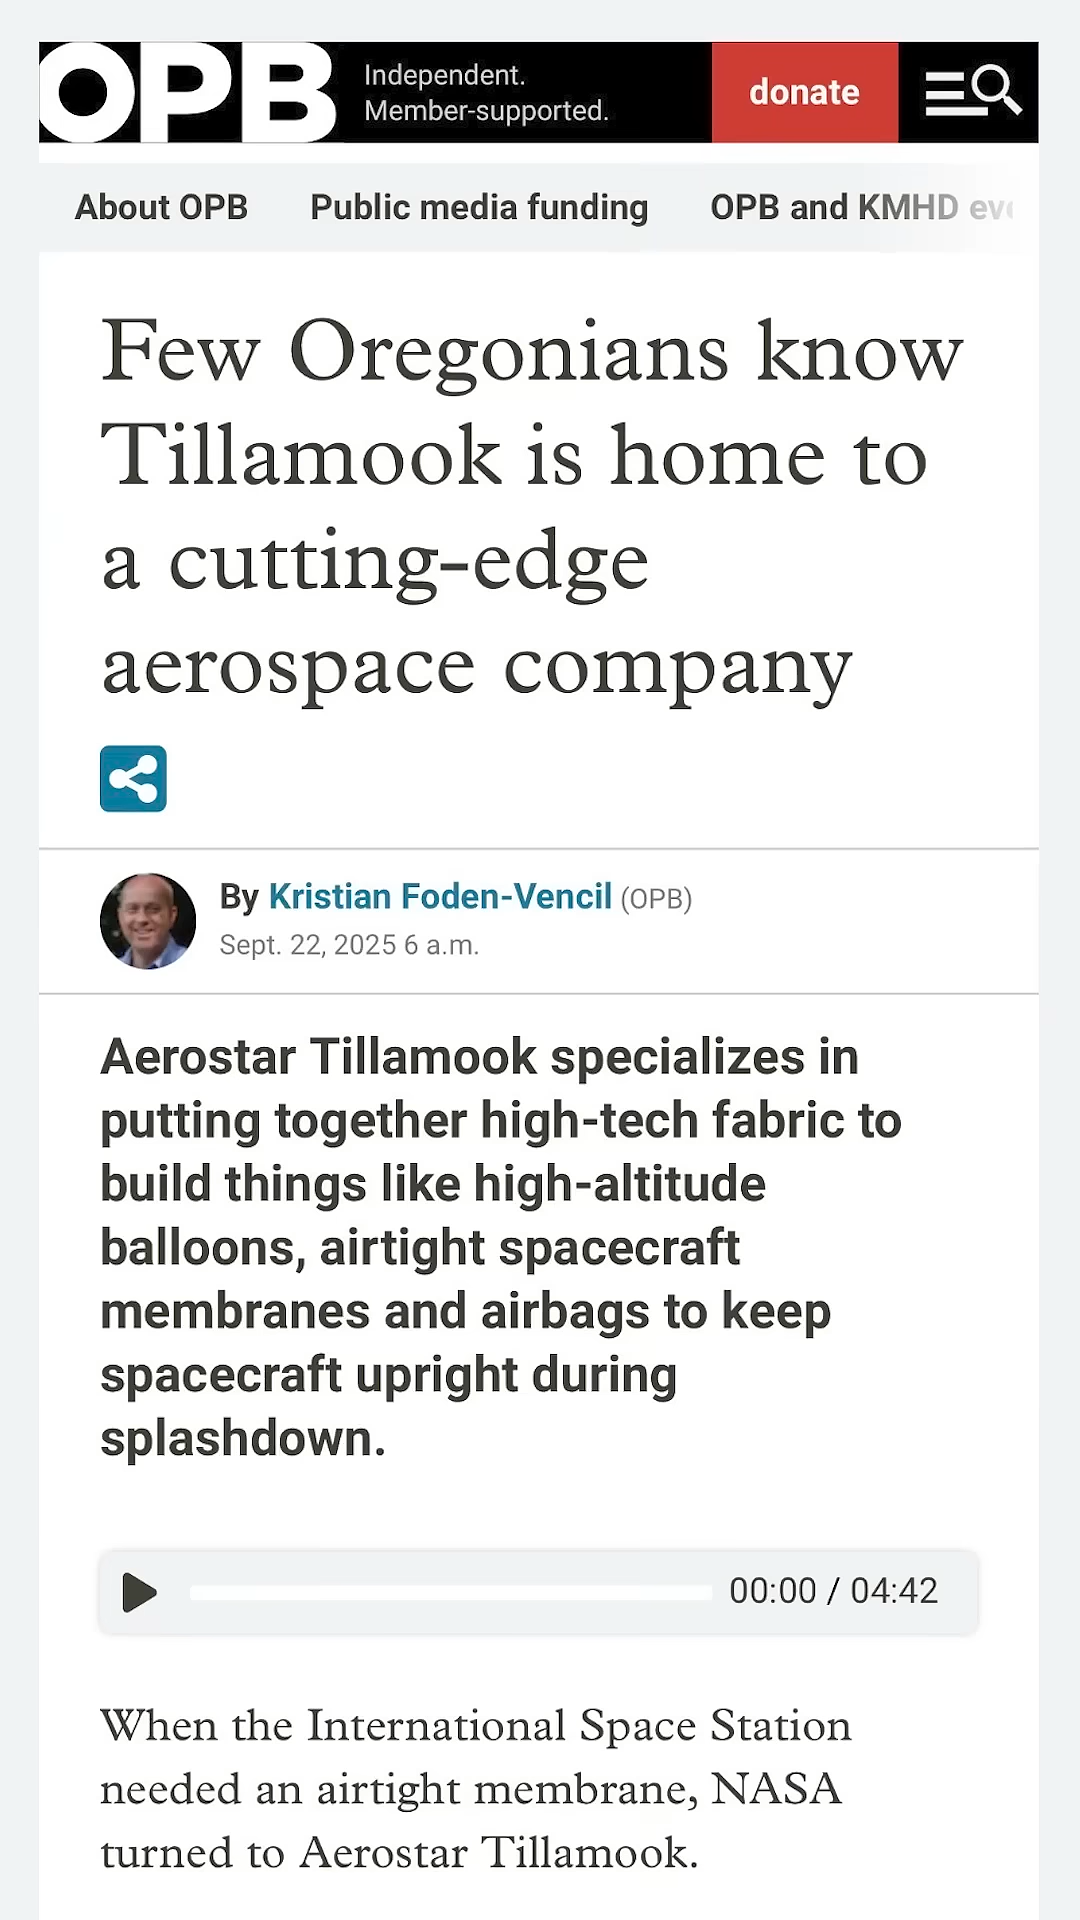 OPB
Independent.
Member-supported.
donate
About OPB
Public media funding
OPB and KMHD
Few Oregonians know
Tillamook is home to
a cutting-edge
aerospace company
By Kristian Foden-Vencil (OPB)
Sept. 22, 2025 6 a.m.
Aerostar Tillamook specializes in
putting together high-tech fabric to
build things like high-altitude
balloons, airtight spacecraft
membranes and airbags to keep
spacecraft upright during
splashdown.
00:00 / 04:42
When the International Space Station
needed an airtight membrane, NASA
turned to Aerostar Tillamook.